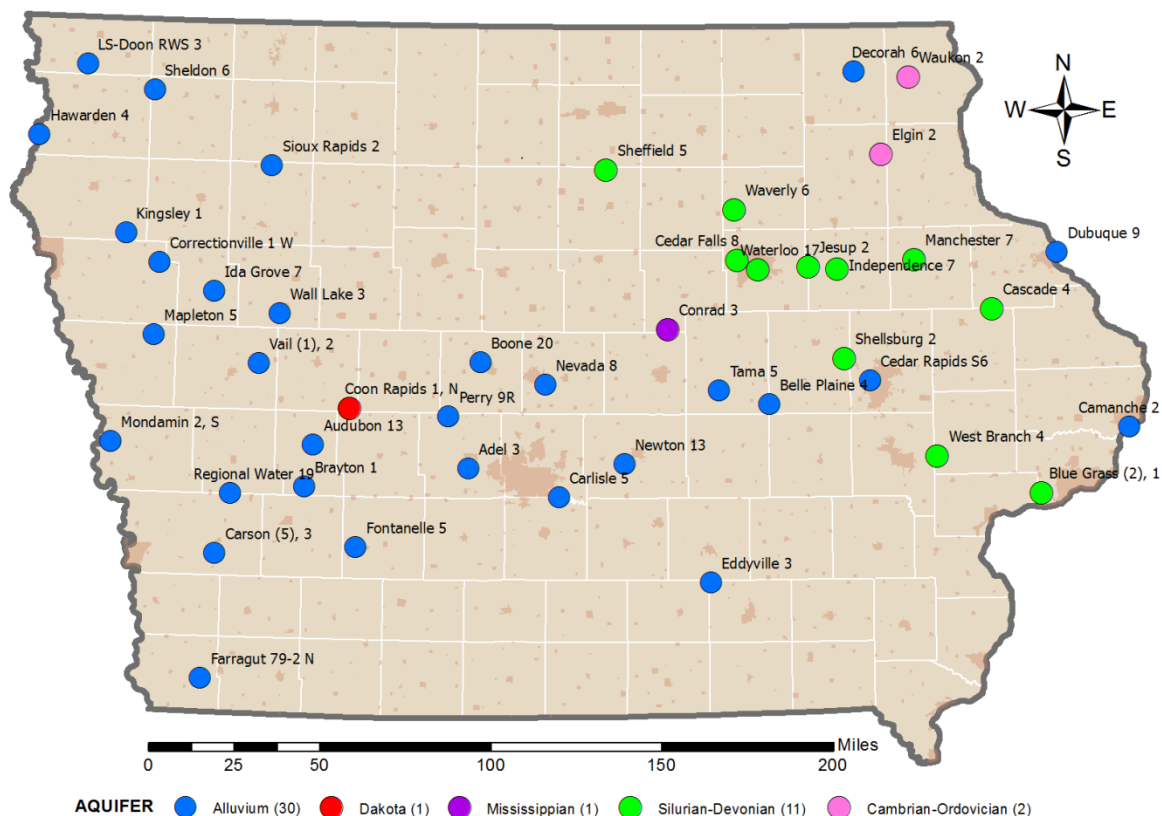 LS-Doon RWS 3
Decorah 6
Waukon 2
Sheldon 6
N
W
E
S
Hawarden 4
Elgin 2
Sioux Rapids 2
Sheffield 5
Waverly 6
Kingsley 1
Dubuque 9
Correctionville 1 W
Cedar Falls 8
Waterloo 17
Jesup 2
Manchester 7
Independence 7
Ida Grove 7
Wall Lake 3
Cascade 4
Mapleton 5
Conrad 3
Vail (1), 2
Boone 20
Shellsburg 2
Nevada 8
Cedar Rapids S6
Coon Rapids 1, N
Tama 5
Belle Plaine 4
Perry 9R
Camanche 2
Mondamin 2, S
Audubon 13
West Branch 4
Adel 3
Newton 13
Regional Water 19
Brayton 1
Blue Grass (2), 1
Carlisle 5
Carson (5), 3
Fontanelle 5
Eddyville 3
Farragut 79-2 N
Miles
0 25 50 100 150 200
AQUIFER Alluvium (30) Dakota (1) Mississippian (1) Silurian-Devonian (11) Cambrian-Ordovician (2)